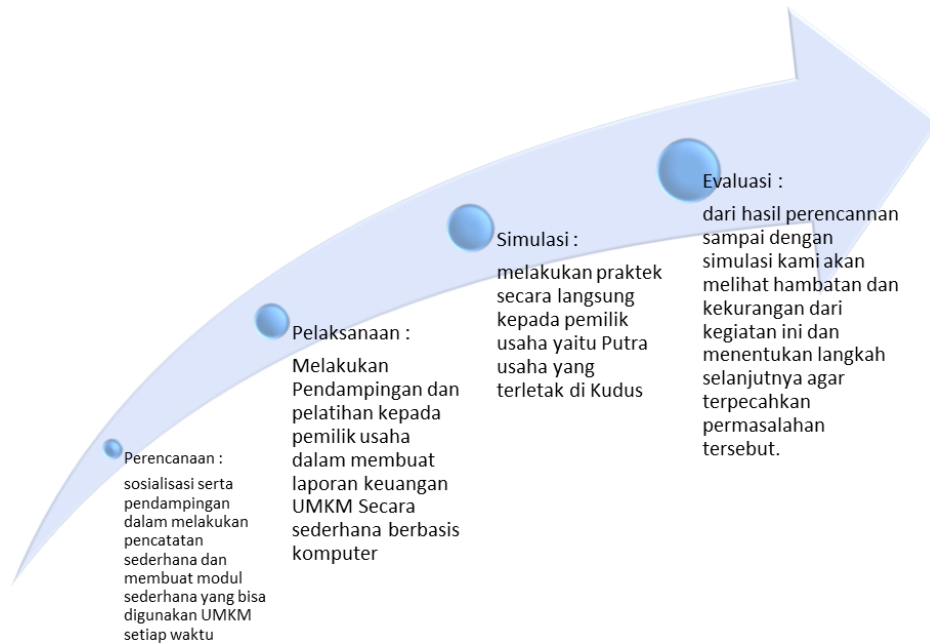 Perencanaan :
sosialisasi serta
pendampingan
dalam melakukan
pencatatan
sederhana dan
membuat modul
sederhana yang bisa
digunakan UMKM
setiap waktu
Pelaksanaan :
Melakukan
Pendampingan dan
pelatihan kepada
pemilik usaha
dalam membuat
laporan keuangan
UMKM Secara
sederhana berbasis
komputer
Simulasi :
melakukan praktek
secara langsung
kepada pemilik
usaha yaitu Putra
usaha yang
terletak di Kudus
Evaluasi :
dari hasil perencannan
sampai dengan
simulasi kami akan
melihat hambatan dan
kekurangan dari
kegiatan ini dan
menentukan langkah
selanjutnya agar
terpecahkan
permasalahan
tersebut.